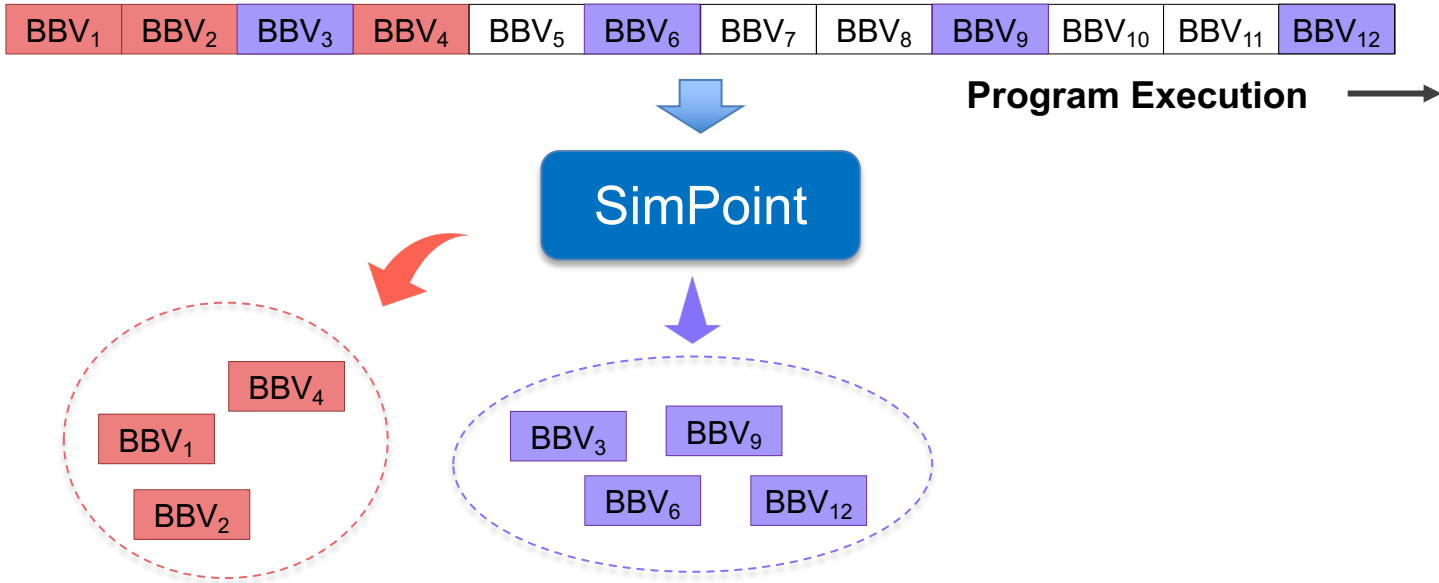 BBV₁ BBV₂ BBV₃ BBV₄ BBV₅ BBV₆ BBV₇ BBV₈ BBV₉ BBV₁₀ BBV₁₁ BBV₁₂
Program Execution
SimPoint
BBV₄
BBV₁
BBV₂
BBV₃ BBV₉
BBV₆ BBV₁₂